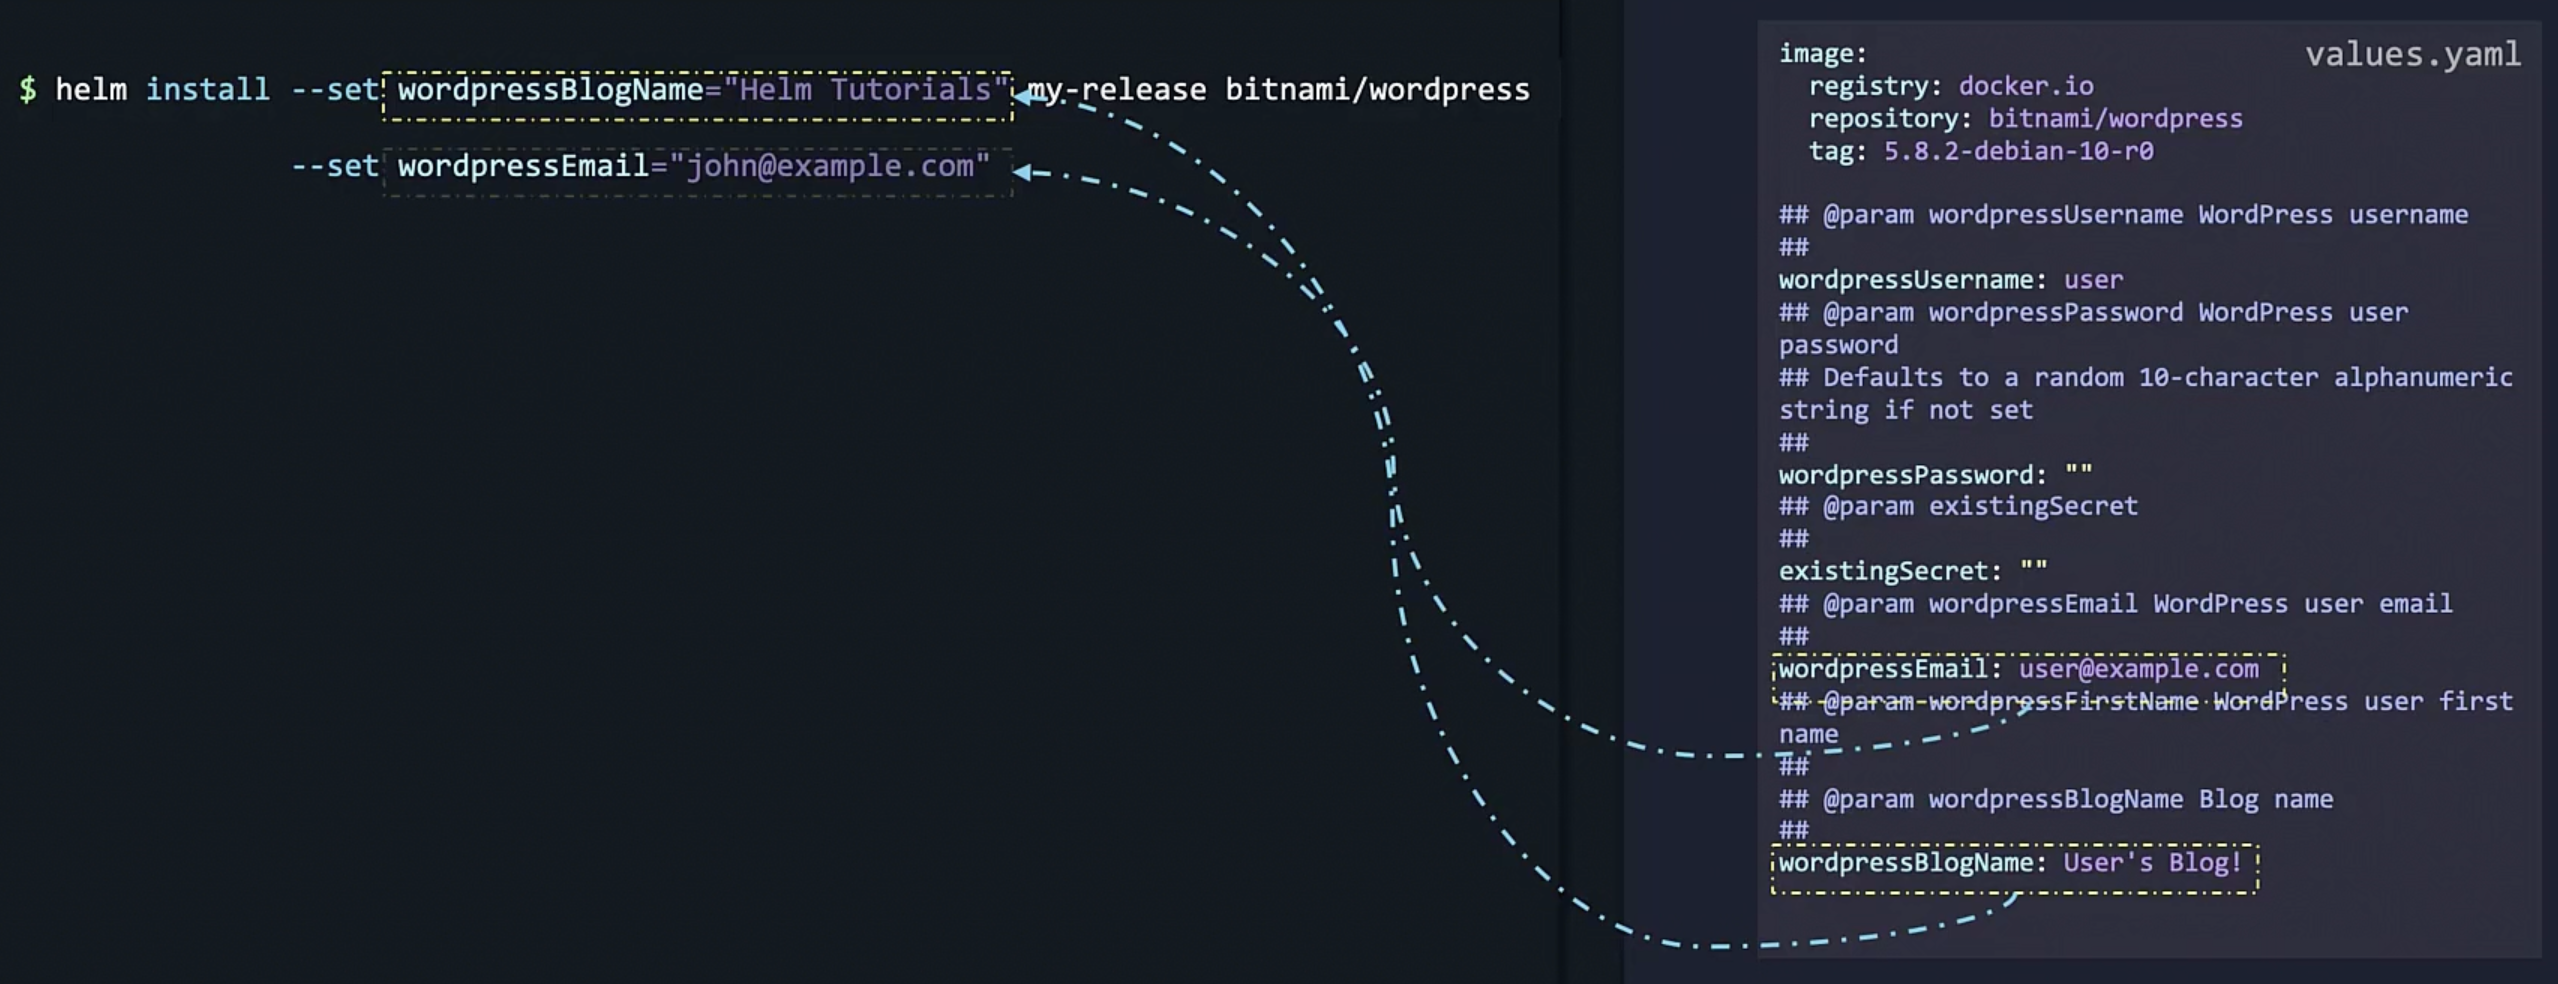 $ helm install --set wordpressBlogName="Helm Tutorials" my-release bitnami/wordpress
--set wordpressEmail="john@example.com"
values.yaml
image:
registry: docker.io
repository: bitnami/wordpress
tag: 5.8.2-debian-10-r0
## @param wordpressUsername WordPress username
##
wordpressUsername: user
## @param wordpressPassword WordPress user
password
## Defaults to a random 10-character alphanumeric
string if not set
##
wordpressPassword: ""
## @param existingSecret
##
existingSecret: ""
## @param wordpressEmail WordPress user email
##
wordpressEmail: user@example.com
## @param wordpressFirstName WordPress user first
name
##
## @param wordpressBlogName Blog name
##
wordpressBlogName: User's Blog!